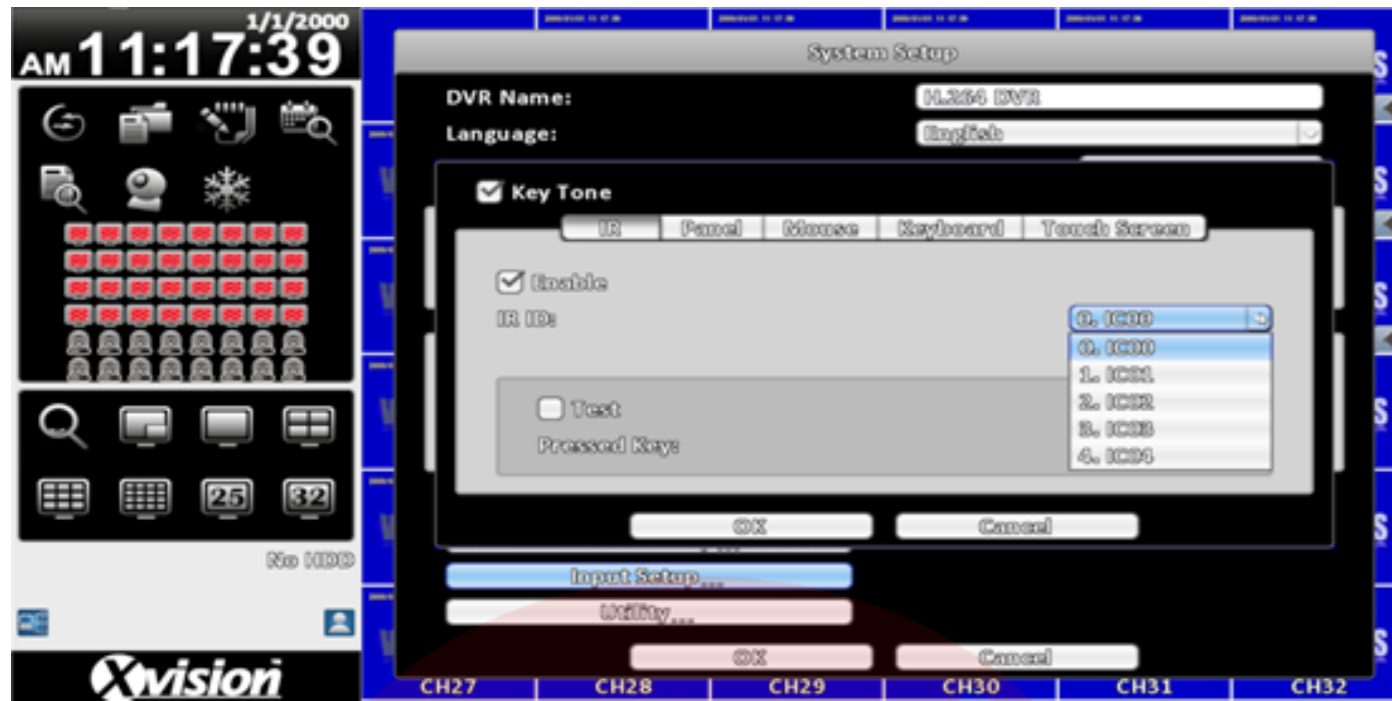 1/1/2000
AM 11:17:39
System Setup
DVR Name: H.264 DVR
Language: English
Key Tone
IR Panel Mouse Keyboard Touch Screen
Enable
IR ID: 0. IC00
0. IC00
1. IC01
2. IC02
3. IC03
4. IC04
Test
Pressed Key:
OK Cancel
25 32
No HDD
Input Setup...
Utility...
OK Cancel
Xvision
CH27 CH28 CH29 CH30 CH31 CH32